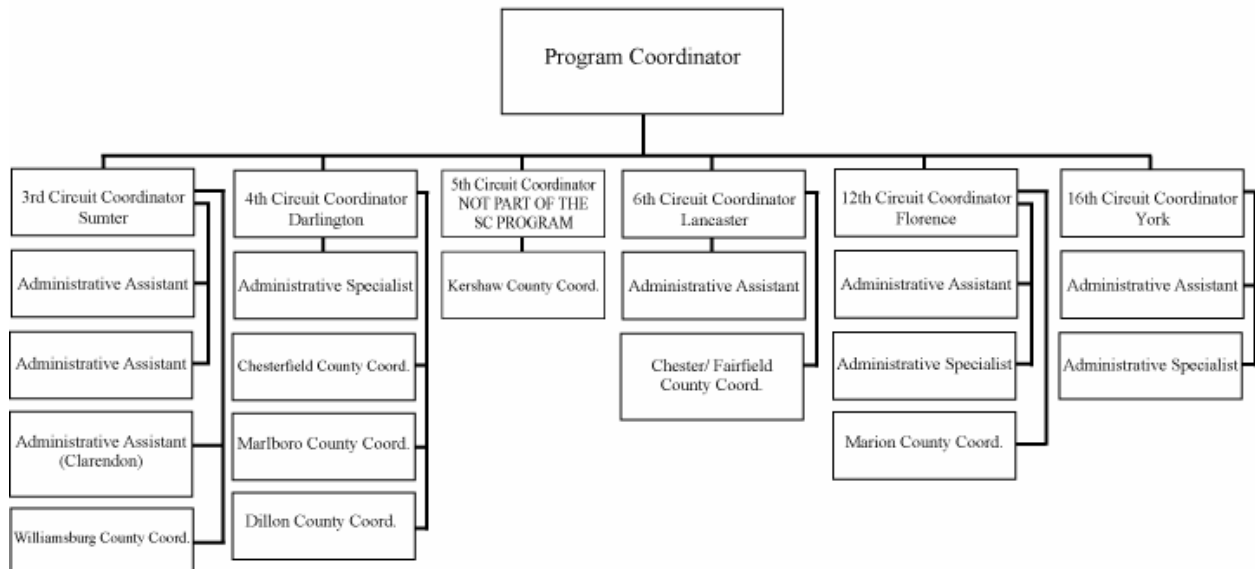 Program Coordinator
3rd Circuit Coordinator
Sumter
Administrative Assistant
Administrative Assistant
Administrative Assistant
(Clarendon)
Williamsburg County Coord.
4th Circuit Coordinator
Darlington
Administrative Specialist
Chesterfield County Coord.
Marlboro County Coord.
Dillon County Coord.
5th Circuit Coordinator
NOT PART OF THE
SC PROGRAM
Kershaw County Coord.
6th Circuit Coordinator
Lancaster
Administrative Assistant
Chester/ Fairfield
County Coord.
12th Circuit Coordinator
Florence
Administrative Assistant
Administrative Specialist
Marion County Coord.
16th Circuit Coordinator
York
Administrative Assistant
Administrative Specialist